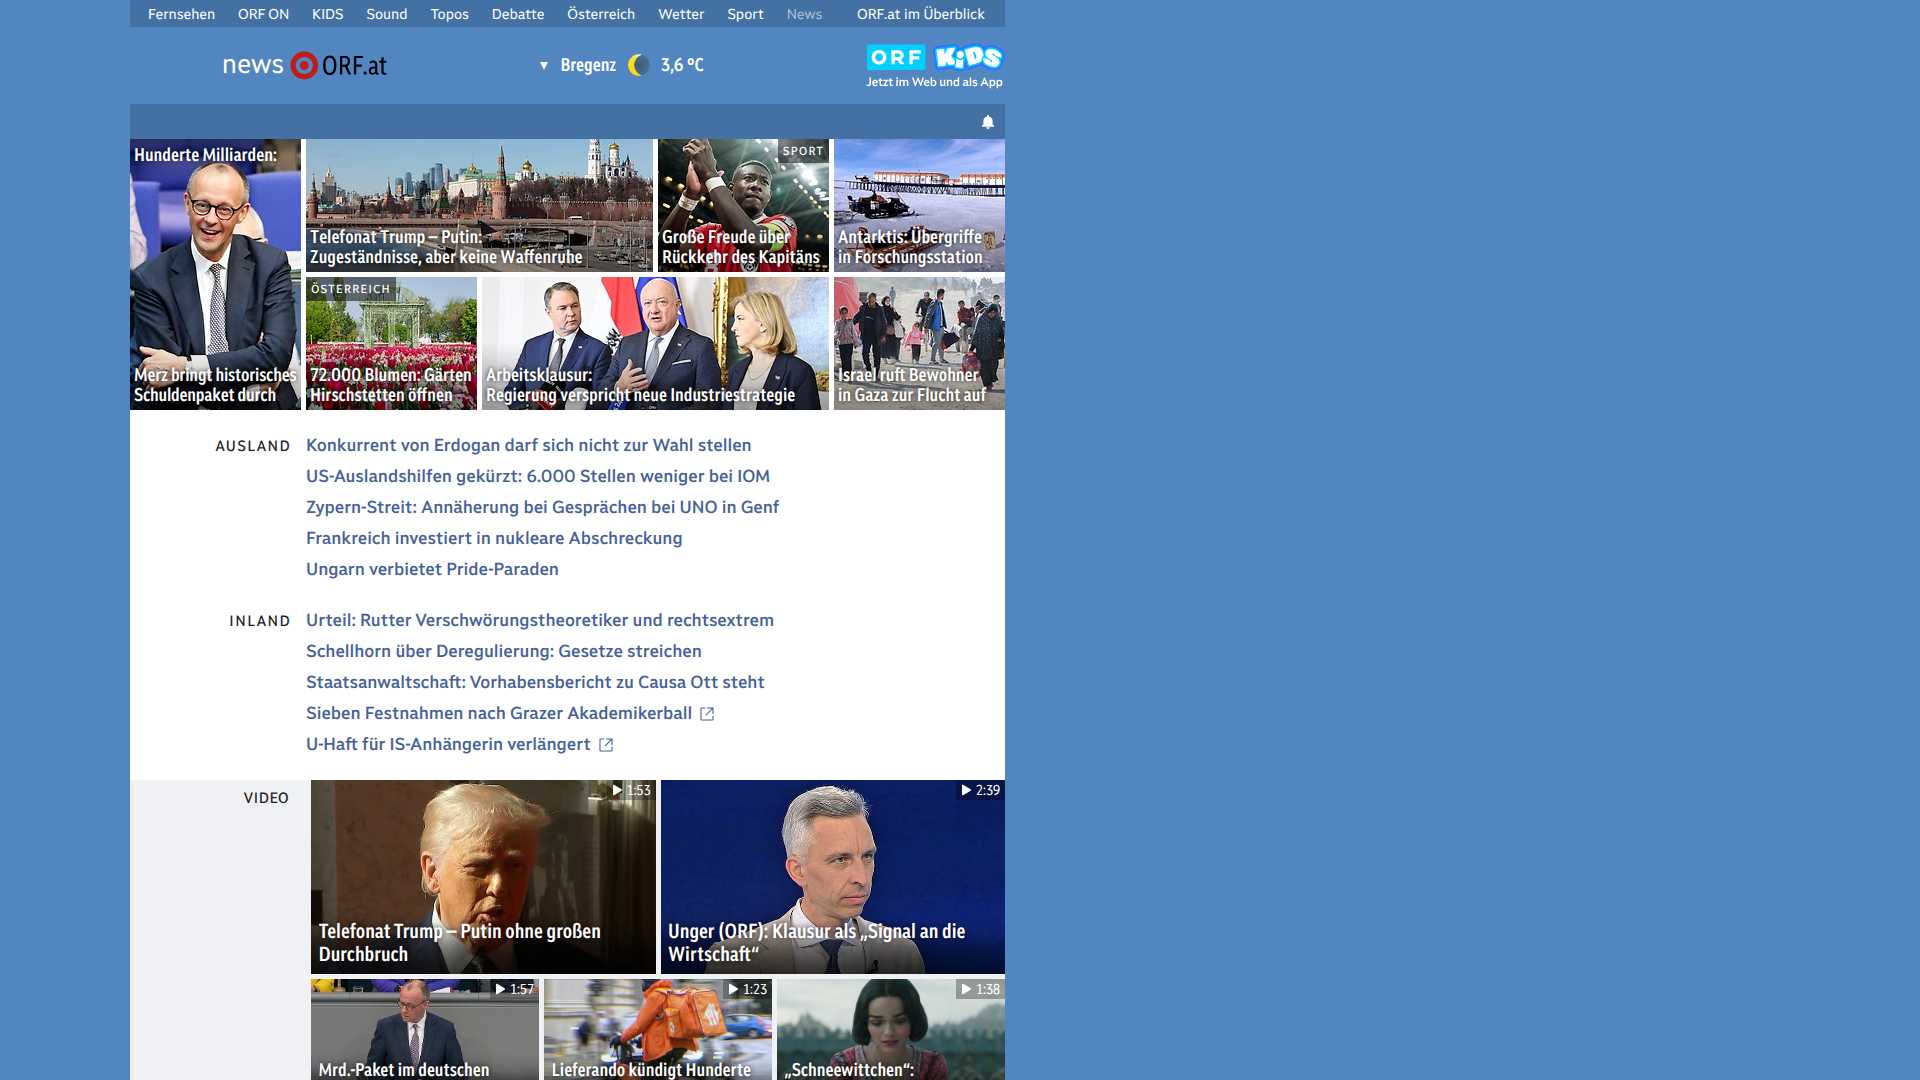 Fernsehen ORF ON KIDS Sound Topos Debatte Österreich Wetter Sport News ORF.at im Überblick
news ORF.at
▼ Bregenz 3,6 °C
ORF KiDS
Jetzt im Web und als App
Hunderte Milliarden:
Merz bringt historisches
Schuldenpaket durch
Telefonat Trump – Putin:
Zugeständnisse, aber keine Waffenruhe
SPORT
Große Freude über
Rückkehr des Kapitäns
Antarktis: Übergriffe
in Forschungsstation
ÖSTERREICH
72.000 Blumen: Gärten
Hirschstetten öffnen
Arbeitsklausur:
Regierung verspricht neue Industriestrategie
Israel ruft Bewohner
in Gaza zur Flucht auf
AUSLAND
Konkurrent von Erdogan darf sich nicht zur Wahl stellen
US-Auslandshilfen gekürzt: 6.000 Stellen weniger bei IOM
Zypern-Streit: Annäherung bei Gesprächen bei UNO in Genf
Frankreich investiert in nukleare Abschreckung
Ungarn verbietet Pride-Paraden
INLAND
Urteil: Rutter Verschwörungstheoretiker und rechtsextrem
Schellhorn über Deregulierung: Gesetze streichen
Staatsanwaltschaft: Vorhabensbericht zu Causa Ott steht
Sieben Festnahmen nach Grazer Akademikerball
U-Haft für IS-Anhängerin verlängert
VIDEO
1:53
Telefonat Trump – Putin ohne großen
Durchbruch
2:39
Unger (ORF): Klausur als „Signal an die
Wirtschaft“
1:57
Mrd.-Paket im deutschen
1:23
Lieferando kündigt Hunderte
1:38
„Schneewittchen“: